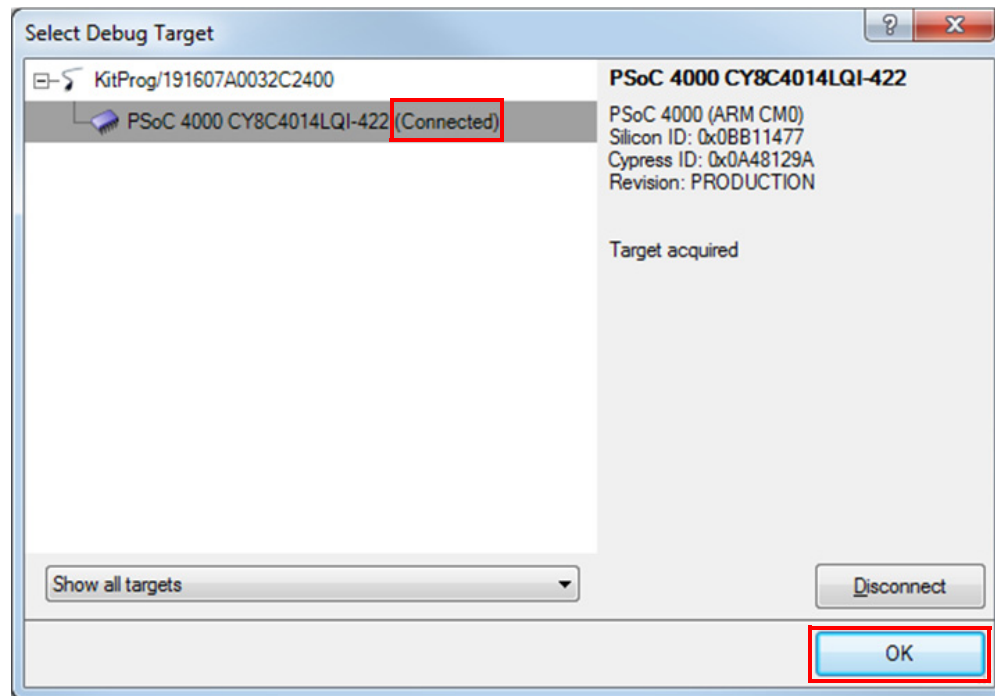 Select Debug Target
KitProg/191607A0032C2400
PSoC 4000 CY8C4014LQI-422 (Connected)
PSoC 4000 CY8C4014LQI-422
PSoC 4000 (ARM CM0)
Silicon ID: 0x0BB11477
Cypress ID: 0x0A48129A
Revision: PRODUCTION
Target acquired
Show all targets
Disconnect
OK